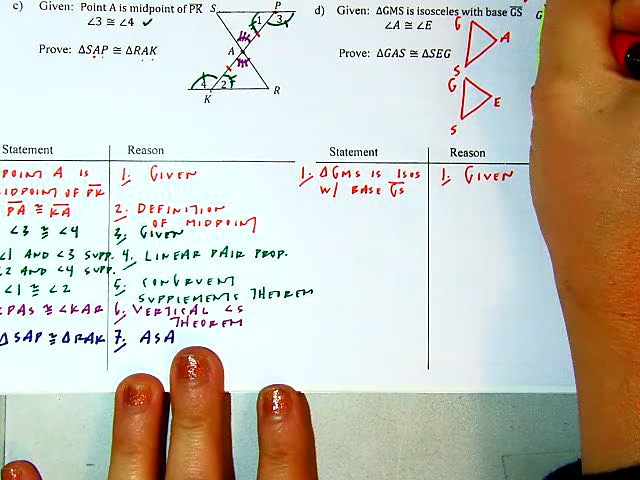 c) Given: Point A is midpoint of PK
∠3 ≅ ∠4 ✓
Prove: ΔSAP ≅ ΔRAK
S P
1 3
A
4 2
K R
d) Given: ΔGMS is isosceles with base GS
∠A ≅ ∠E
Prove: ΔGAS ≅ ΔSEG
G
A
S
G
E
S
G
Statement Reason
POINT A IS 1. GIVEN
MIDPOINT OF PK
PA ≅ KA 2. DEFINITION
OF MIDPOINT
∠3 ≅ ∠4 3. GIVEN
∠1 AND ∠3 SUPP. 4. LINEAR PAIR PROP.
∠2 AND ∠4 SUPP.
∠1 ≅ ∠2 5. CONGRUENT
SUPPLEMENTS THEOREM
∠PAS ≅ ∠KAR 6. VERTICAL ∠S
THEOREM
ΔSAP ≅ ΔRAK 7. ASA
Statement Reason
1. ΔGMS IS ISOS 1. GIVEN
W/ BASE GS